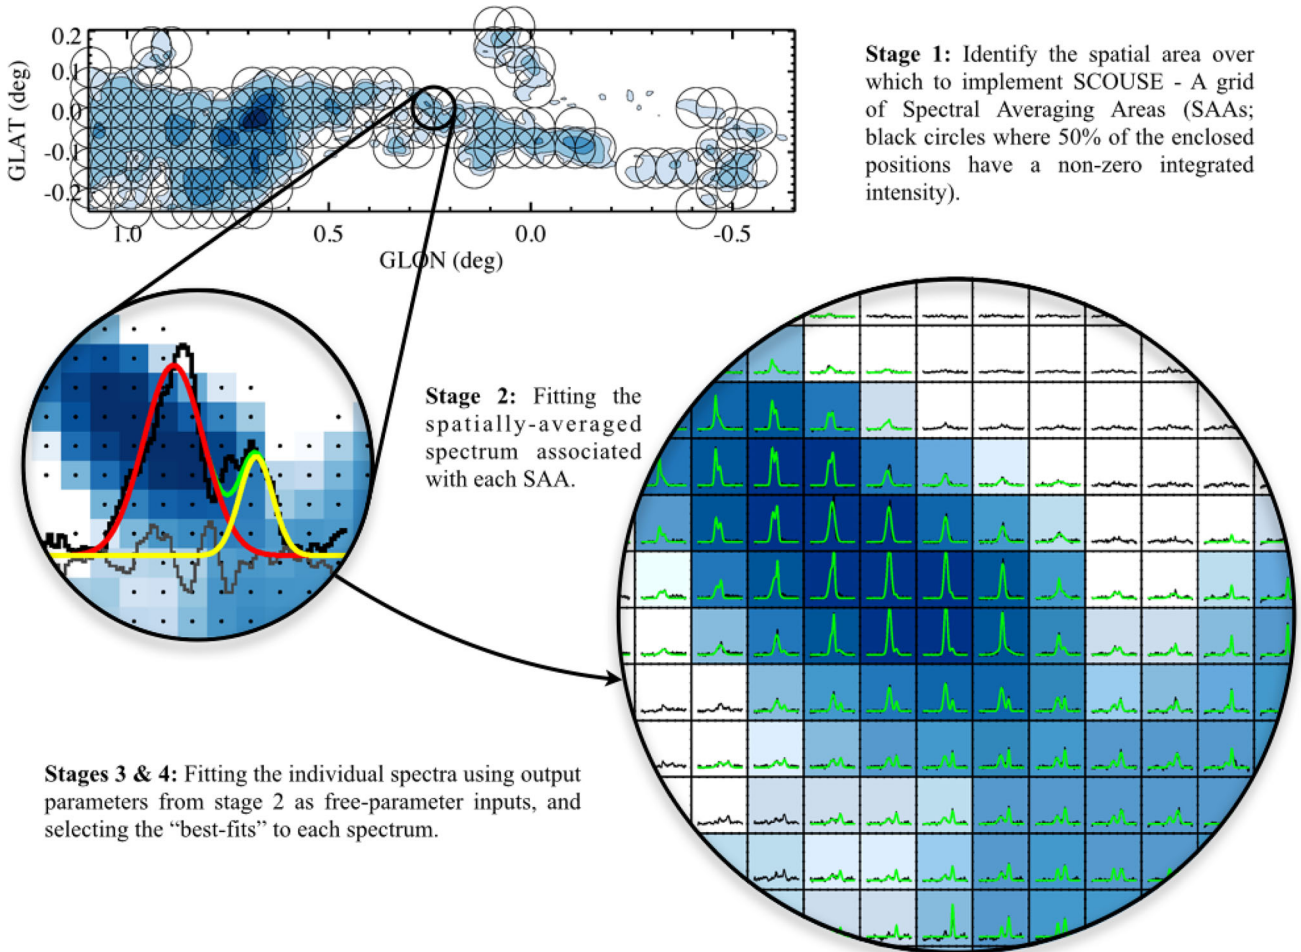 0.2
0.1
0.0
-0.1
-0.2
GLAT (deg)
1.0
0.5
0.0
-0.5
GLON (deg)
Stage 1: Identify the spatial area over
which to implement SCOUSE - A grid
of Spectral Averaging Areas (SAAs;
black circles where 50% of the enclosed
positions have a non-zero integrated
intensity).
Stage 2: Fitting the
spatially-averaged
spectrum associated
with each SAA.
Stages 3 & 4: Fitting the individual spectra using output
parameters from stage 2 as free-parameter inputs, and
selecting the “best-fits” to each spectrum.